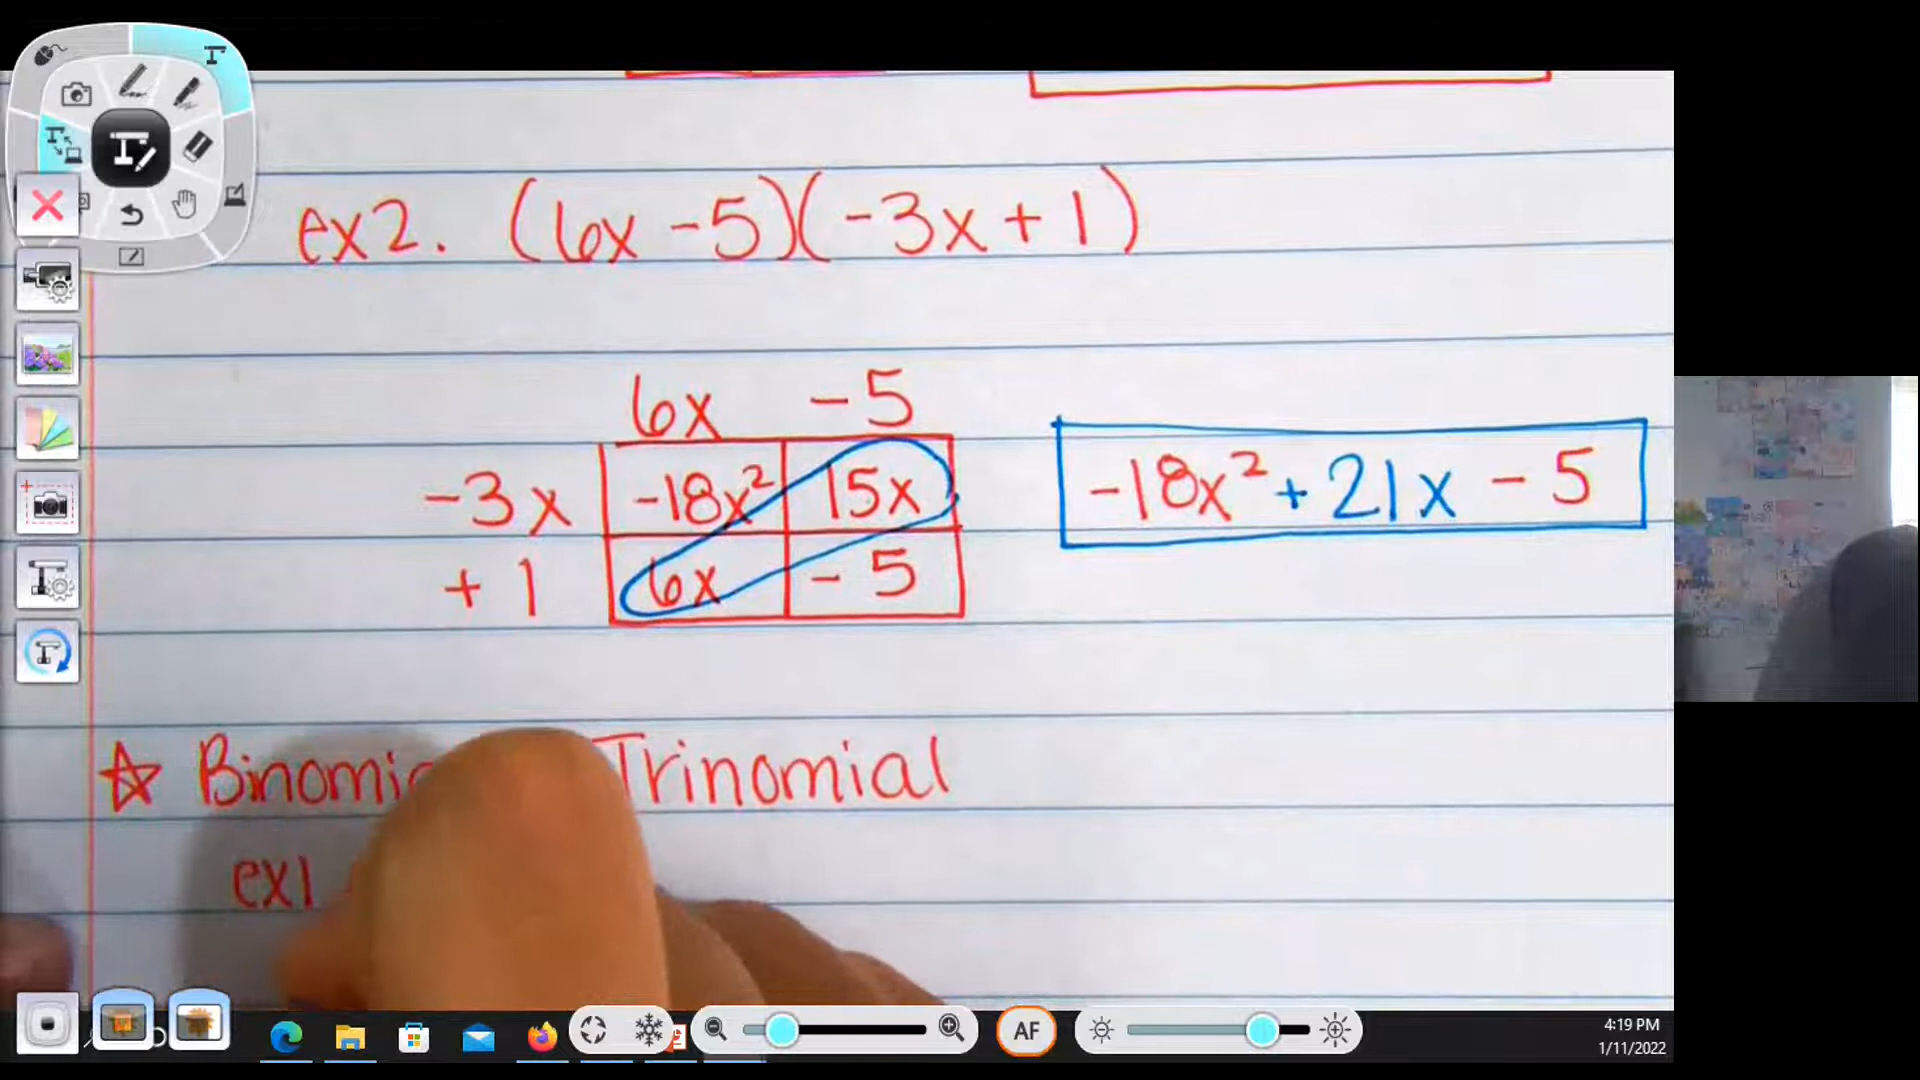 ex2. (6x - 5)(-3x + 1)
6x - 5
-3x -18x² 15x
+ 1 6x - 5
-18x² + 21x - 5
☆ Trinomial
ex1
AF
4:19 PM
1/11/2022